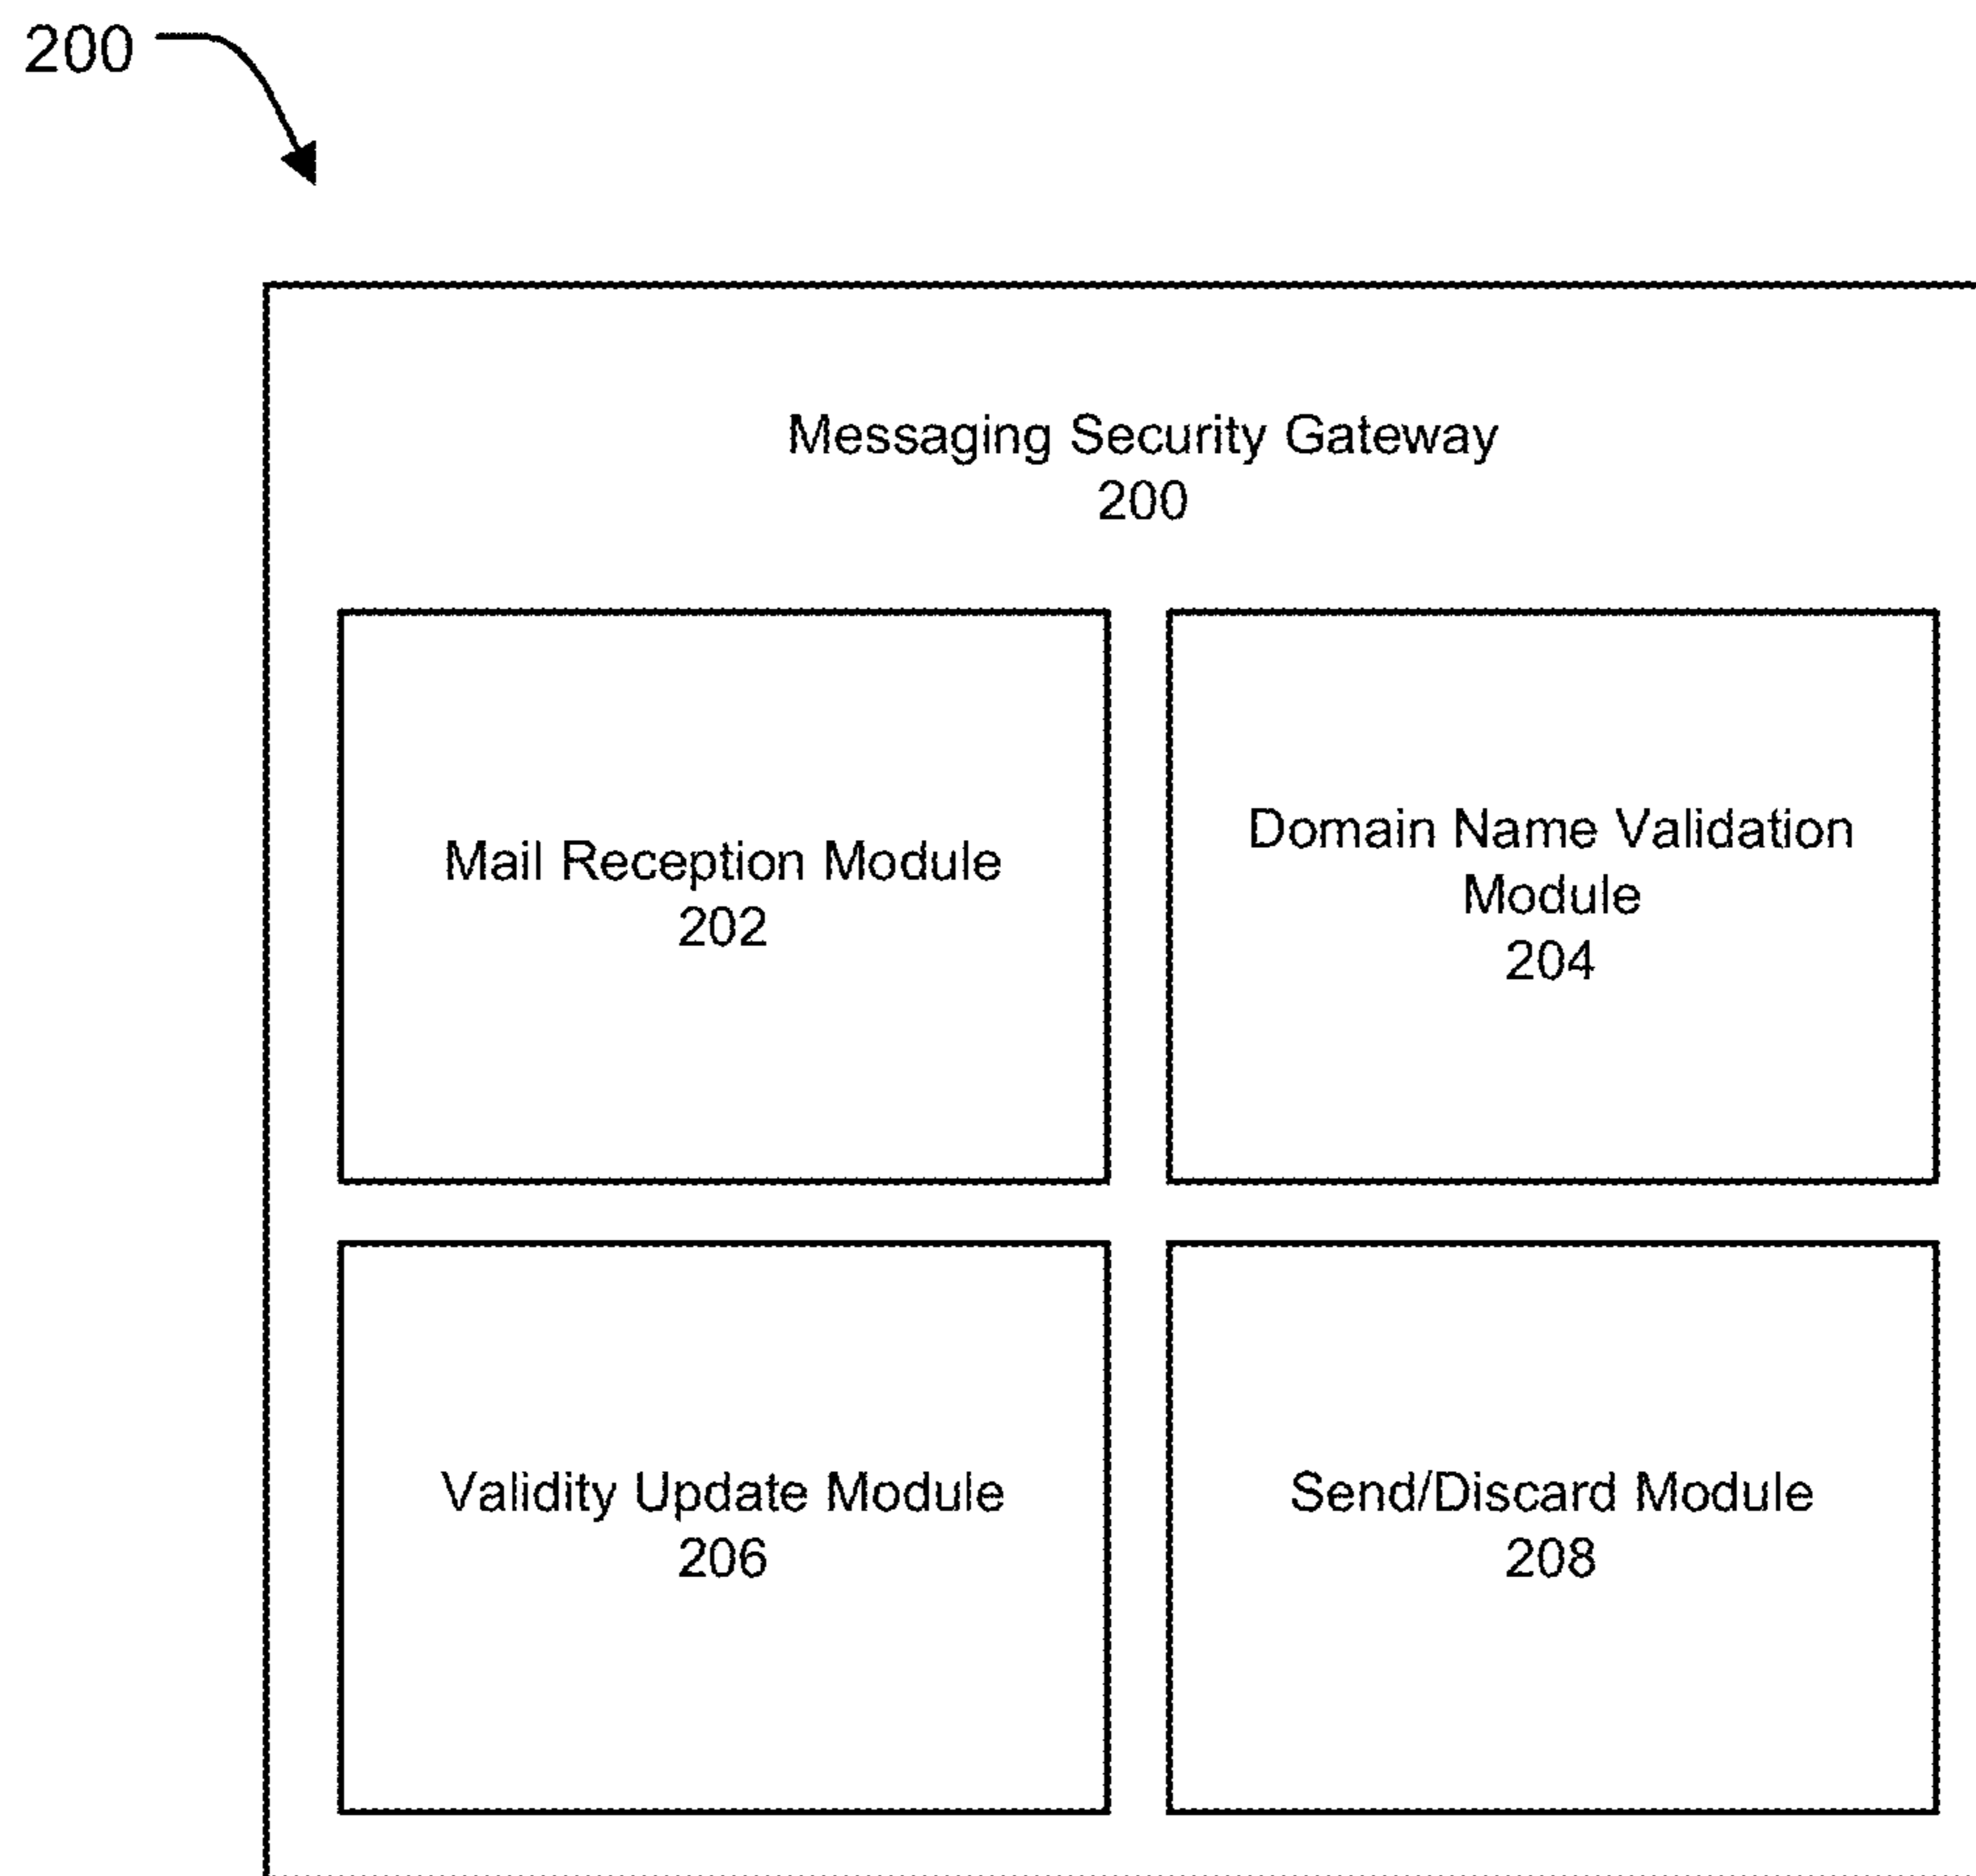 200
Messaging Security Gateway
200
Mail Reception Module
202
Domain Name Validation
Module
204
Validity Update Module
206
Send/Discard Module
208